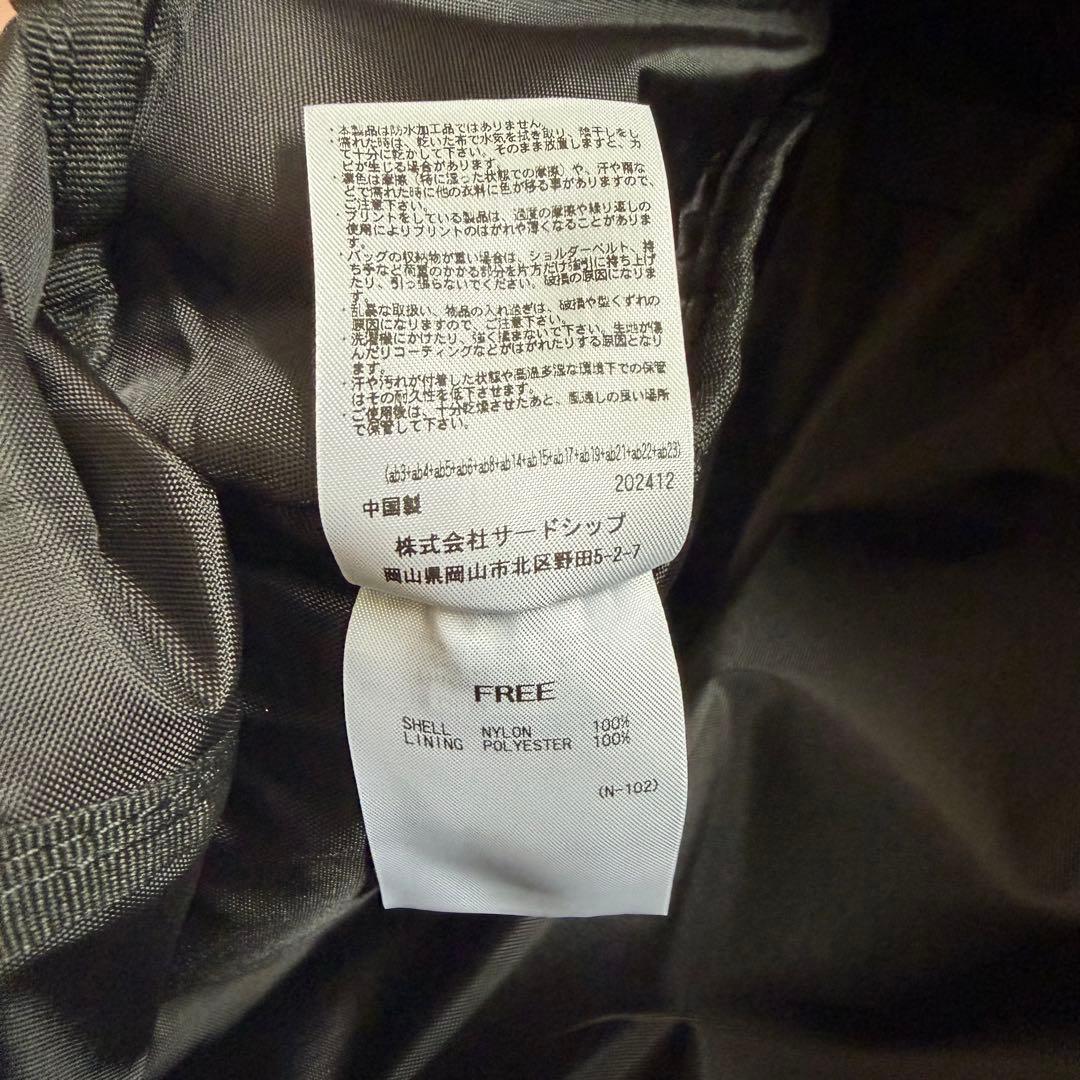 ・本製品は防水加工品ではありません。
・濡れた時は、乾いた布で水気を拭き取り、陰干しをし
て十分に乾かして下さい。そのまま放置しますと、カ
ビが生じる場合があります。
・濃色は摩擦（特に湿った状態での摩擦）や、汗や雨な
どで濡れた時に他の衣料に色が移る事がありますので、
ご注意下さい。
・プリントをしている製品は、過度の摩擦や繰り返しの
使用によりプリントのはがれや薄くなることがありま
す。
・バッグの収納物が重い場合は、ショルダーベルト、持
ち手など荷重のかかる部分を片方だけ強引に持ち上げ
たり、引っ張らないでください。破損の原因になりま
す。
・乱暴な取扱い、物品の入れ過ぎは、破損や型くずれの
原因になりますので、ご注意下さい。
・洗濯機にかけたり、強く揉まないで下さい。生地が傷
んだりコーティングなどがはがれたりする原因となり
ます。
・汗や汚れが付着した状態や高温多湿な環境下での保管
はその耐久性を低下させます。
・ご使用後は、十分乾燥させたあと、風通しの良い場所
で保管して下さい。
(ab3+ab4+ab5+ab6+ab8+ab14+ab15+ab17+ab19+ab21+ab22+ab23)
202412
中国製
株式会社サードシップ
岡山県岡山市北区野田5-2-7
FREE
SHELL NYLON 100%
LINING POLYESTER 100%
(N-102)